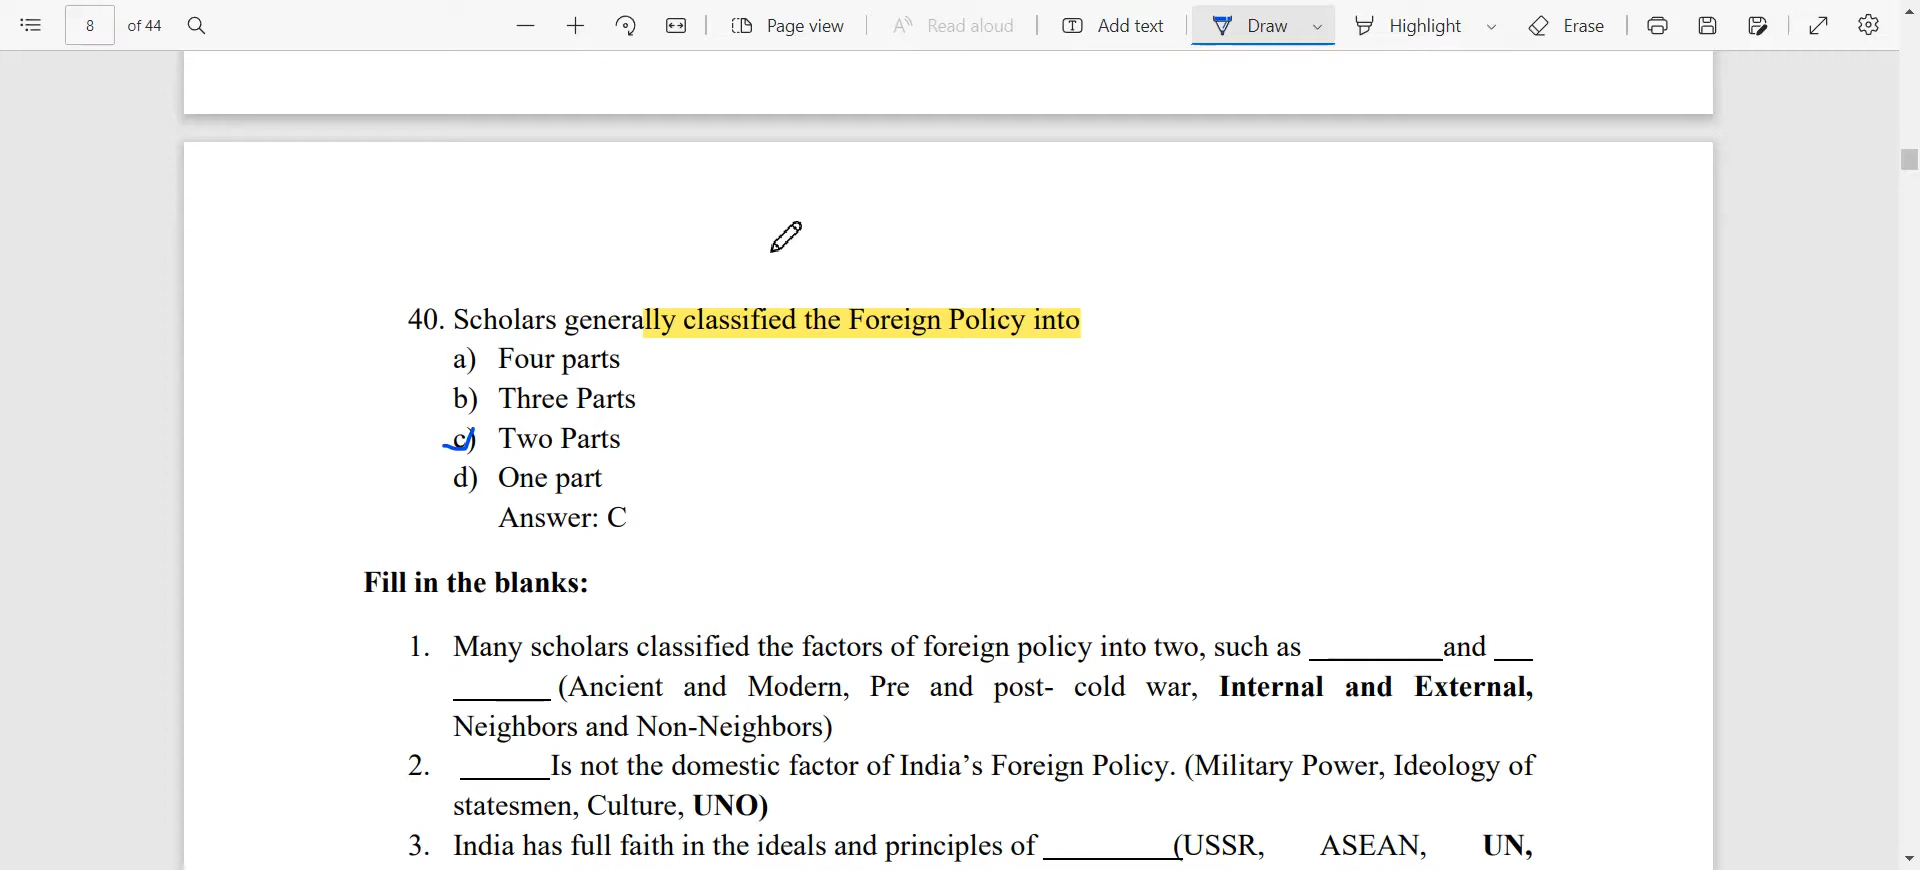 8 of 44 Page view Read aloud Add text Draw Highlight Erase
40. Scholars generally classified the Foreign Policy into
a) Four parts
b) Three Parts
c) Two Parts
d) One part
Answer: C
Fill in the blanks:
1. Many scholars classified the factors of foreign policy into two, such as _________and ___
_______ (Ancient and Modern, Pre and post- cold war, Internal and External,
Neighbors and Non-Neighbors)
2. ______Is not the domestic factor of India’s Foreign Policy. (Military Power, Ideology of
statesmen, Culture, UNO)
3. India has full faith in the ideals and principles of _________(USSR, ASEAN, UN,